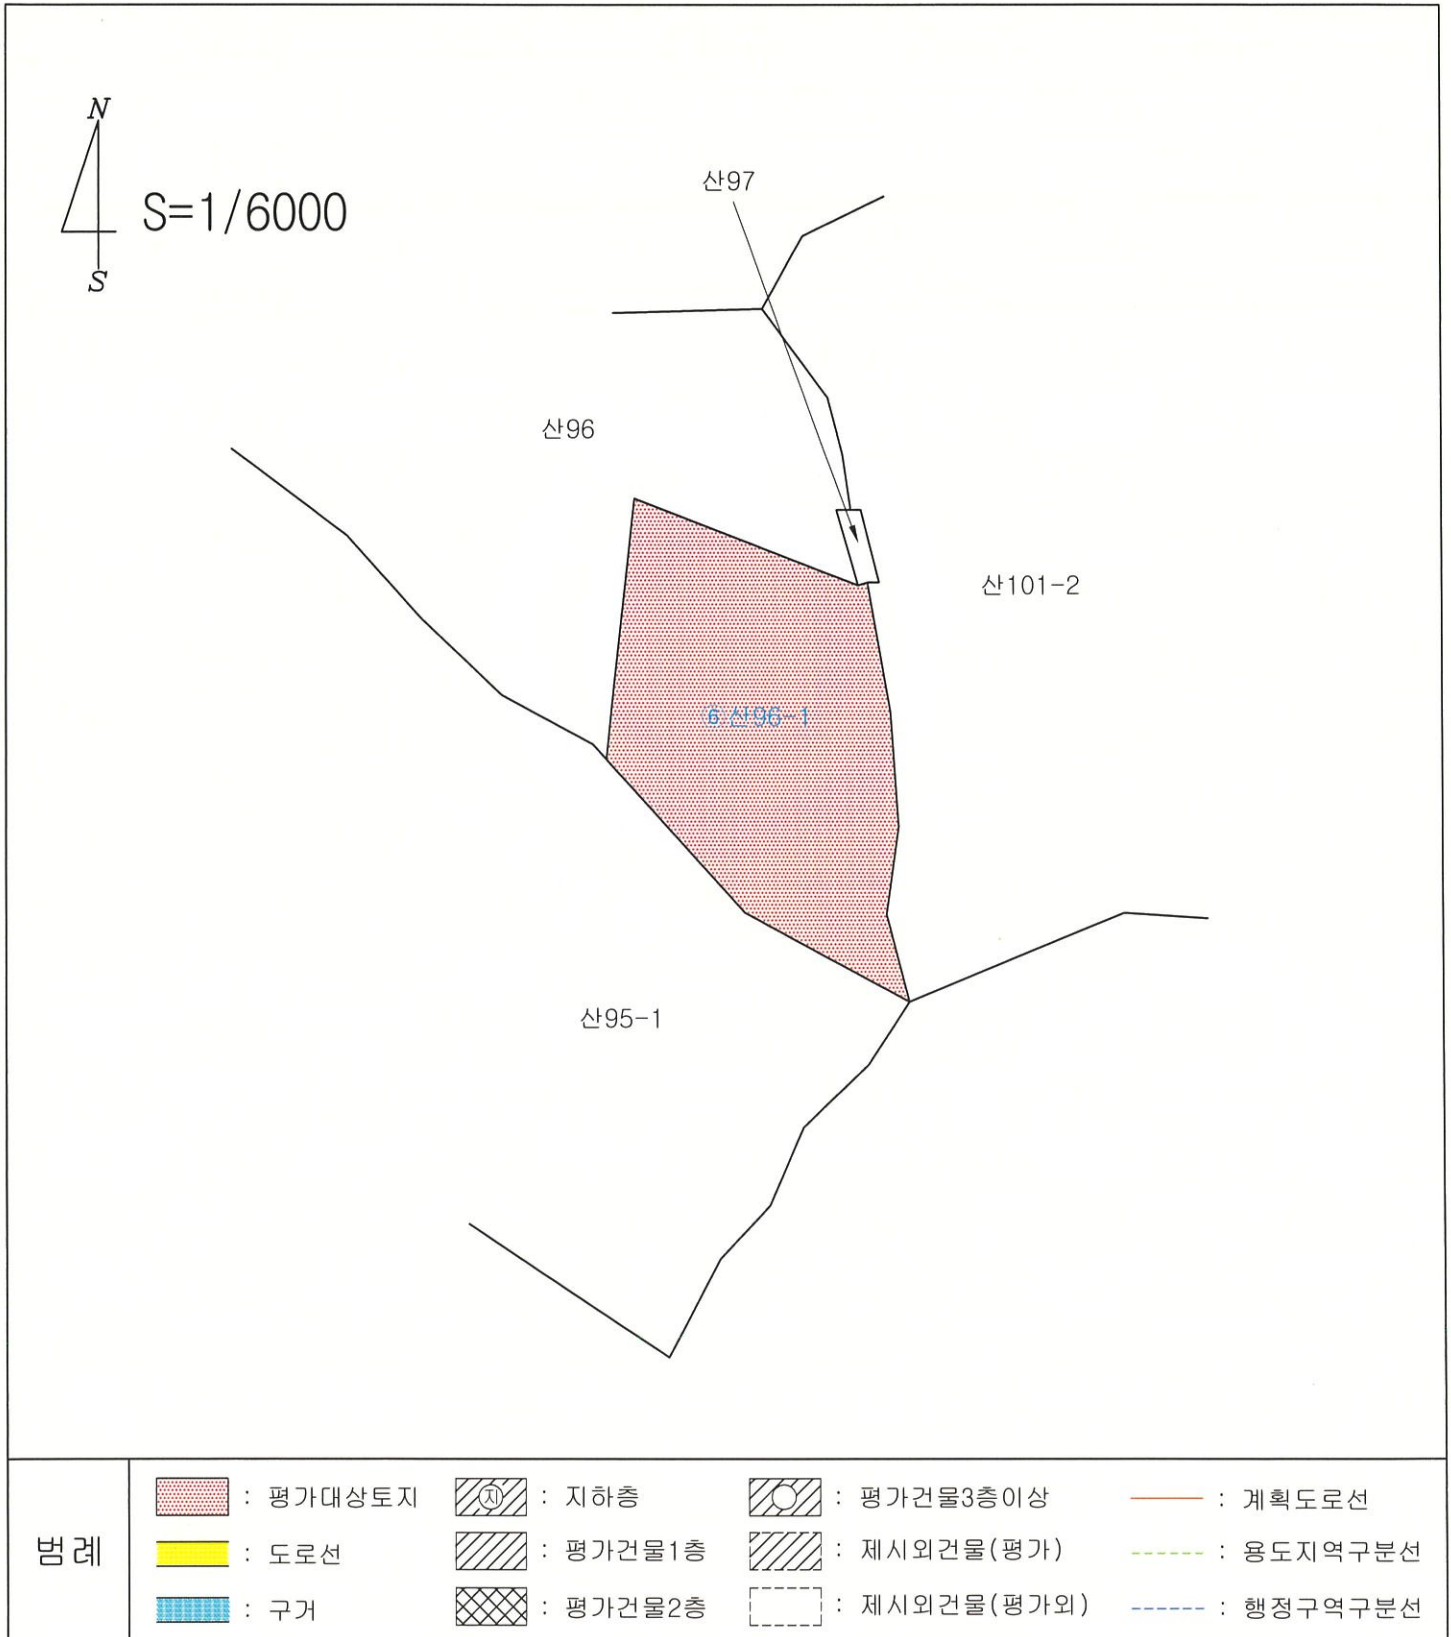 N
S=1/6000
S
산97
산96
산101-2
6 산96-1
산95-1
범례
: 평가대상토지
㉨ : 지하층
: 평가건물3층이상
: 계획도로선
: 도로선
: 평가건물1층
: 제시외건물(평가)
: 용도지역구분선
: 구거
: 평가건물2층
: 제시외건물(평가외)
: 행정구역구분선